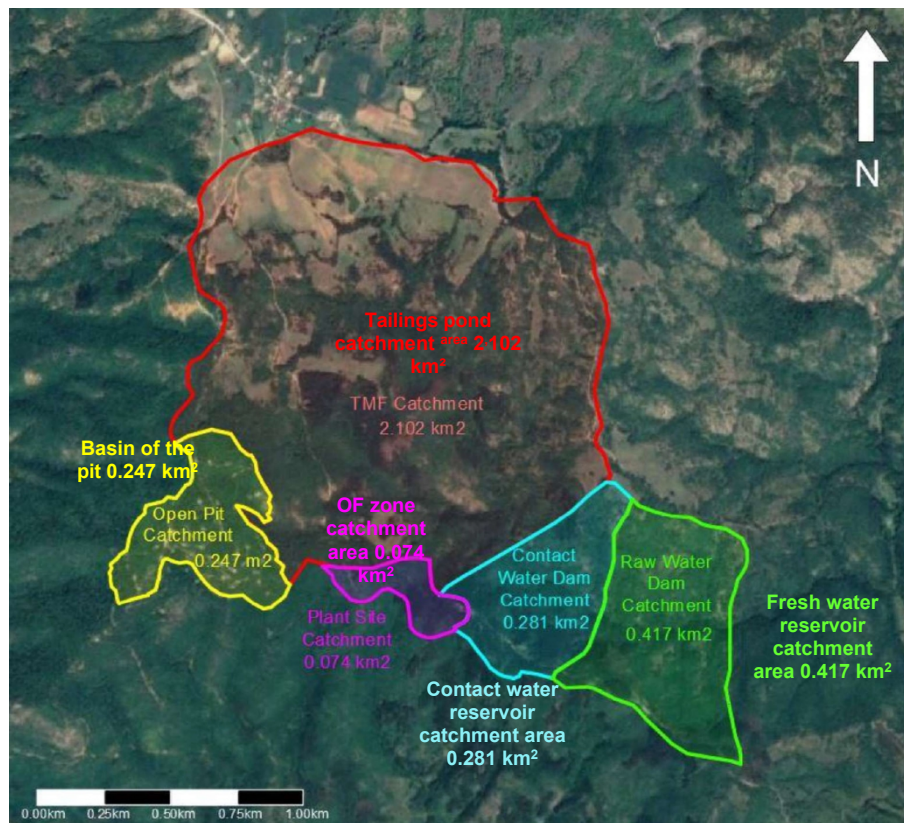 N
Tailings pond
catchment area 2.102
km²
TMF Catchment
2.102 km2
Basin of the
pit 0.247 km²
Open Pit
Catchment
0.247 m2
OF zone
catchment
area 0.074
km²
Plant Site
Catchment
0.074 km2
Contact
Water Dam
Catchment
0.281 km2
Raw Water
Dam
Catchment
0.417 km2
Fresh water
reservoir
catchment
area 0.417 km²
Contact water
reservoir
catchment area
0.281 km²
0.00km 0.25km 0.50km 0.75km 1.00km